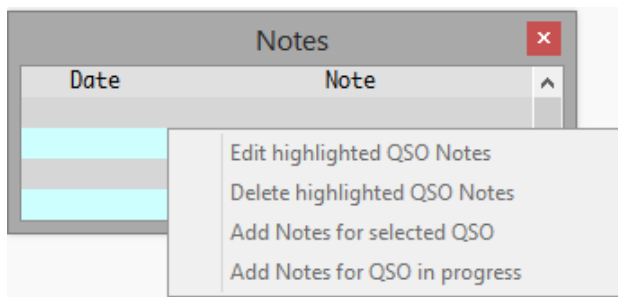 Notes
Date Note
Edit highlighted QSO Notes
Delete highlighted QSO Notes
Add Notes for selected QSO
Add Notes for QSO in progress